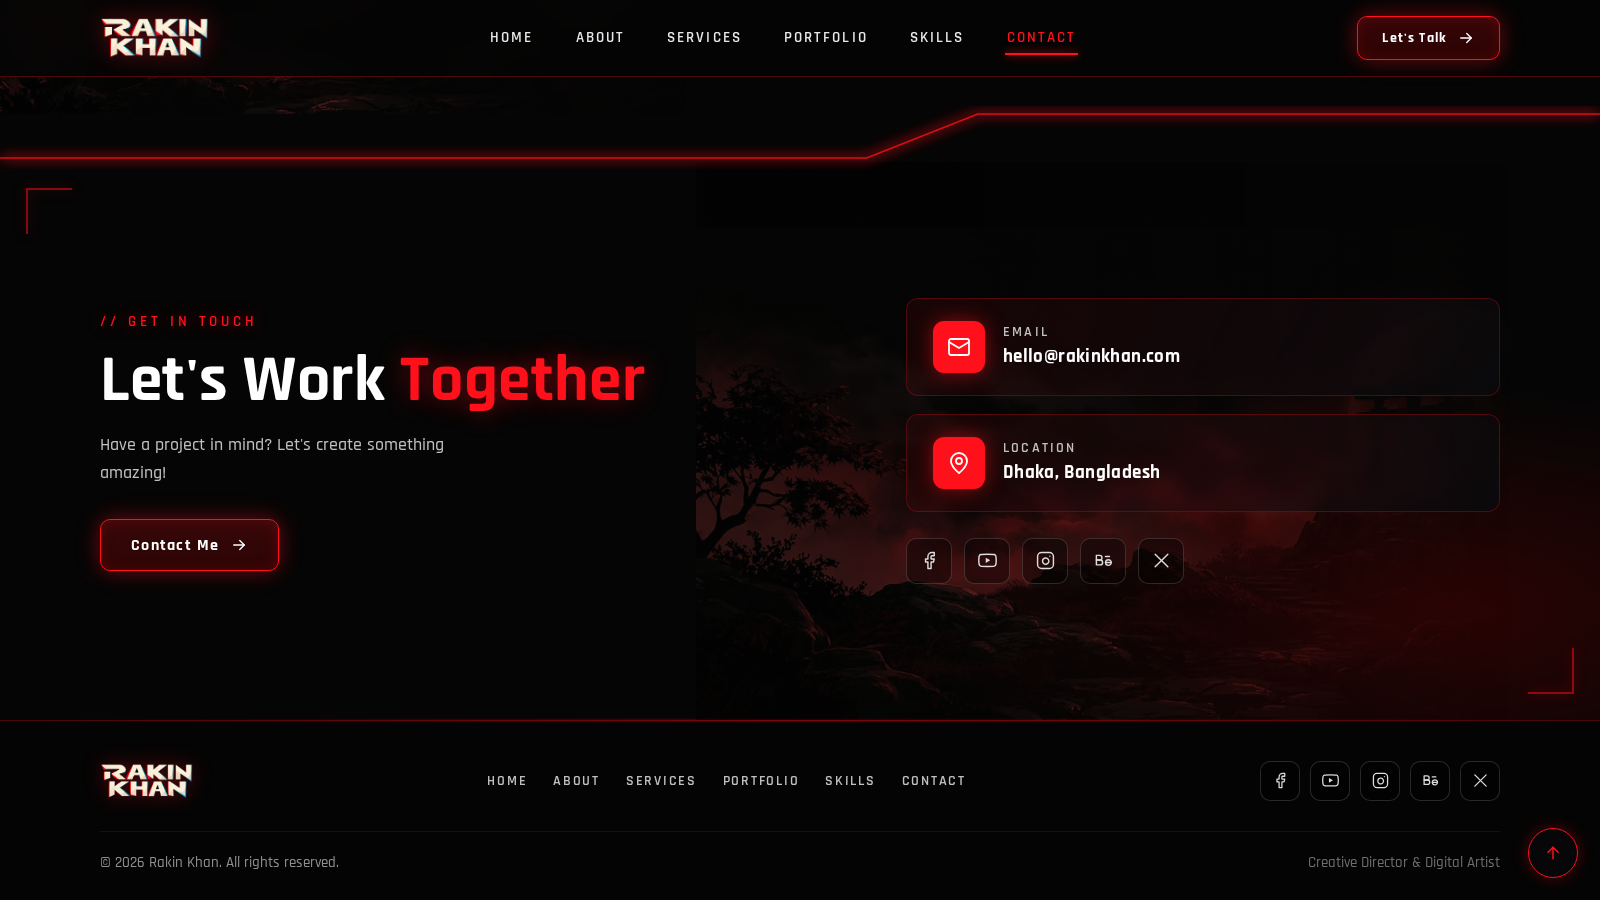 RAKIN
KHAN
HOME
ABOUT
SERVICES
PORTFOLIO
SKILLS
CONTACT
Let's Talk
// GET IN TOUCH
Let's Work Together
Have a project in mind? Let's create something
amazing!
Contact Me
EMAIL
hello@rakinkhan.com
LOCATION
Dhaka, Bangladesh
Bē
RAKIN
KHAN
HOME
ABOUT
SERVICES
PORTFOLIO
SKILLS
CONTACT
Bē
© 2026 Rakin Khan. All rights reserved.
Creative Director & Digital Artist